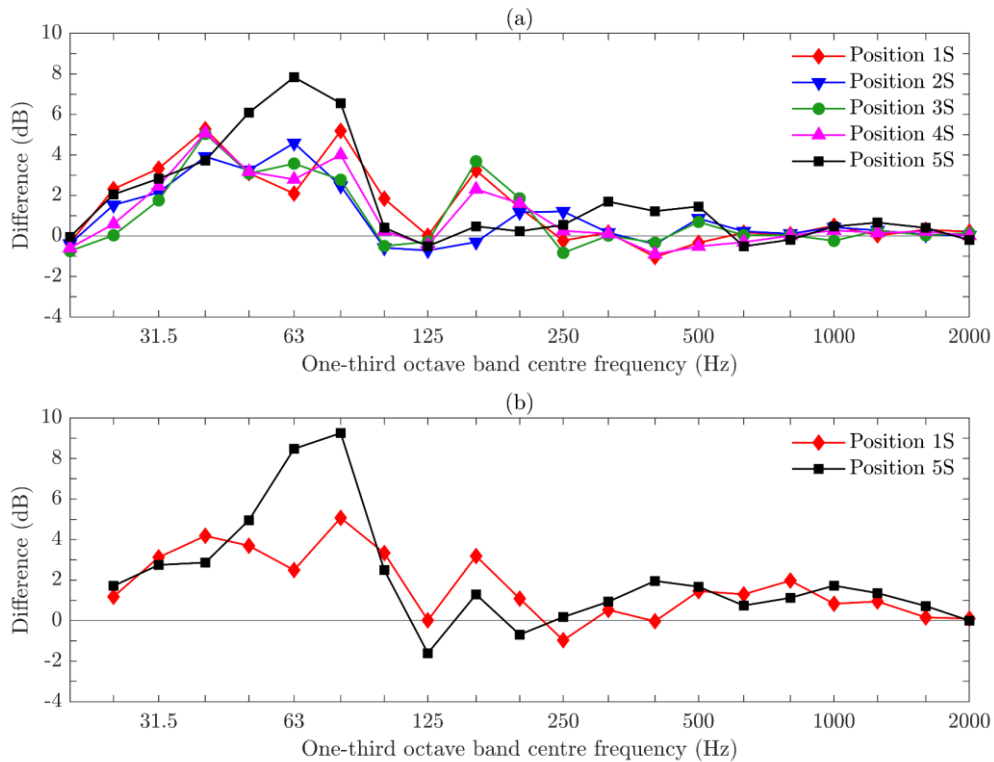 (a)
10
8
6
4
2
0
-2
-4
Difference (dB)
Position 1S
Position 2S
Position 3S
Position 4S
Position 5S
31.5 63 125 250 500 1000 2000
One-third octave band centre frequency (Hz)
(b)
10
8
6
4
2
0
-2
-4
Difference (dB)
Position 1S
Position 5S
31.5 63 125 250 500 1000 2000
One-third octave band centre frequency (Hz)